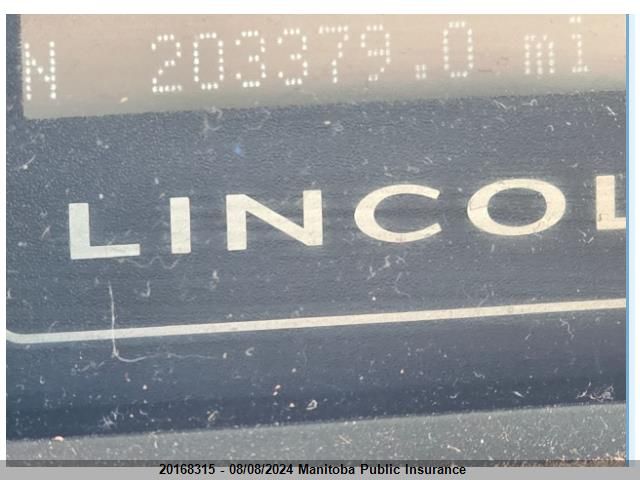 N 203379.0 mi
LINCOL
20168315 - 08/08/2024 Manitoba Public Insurance